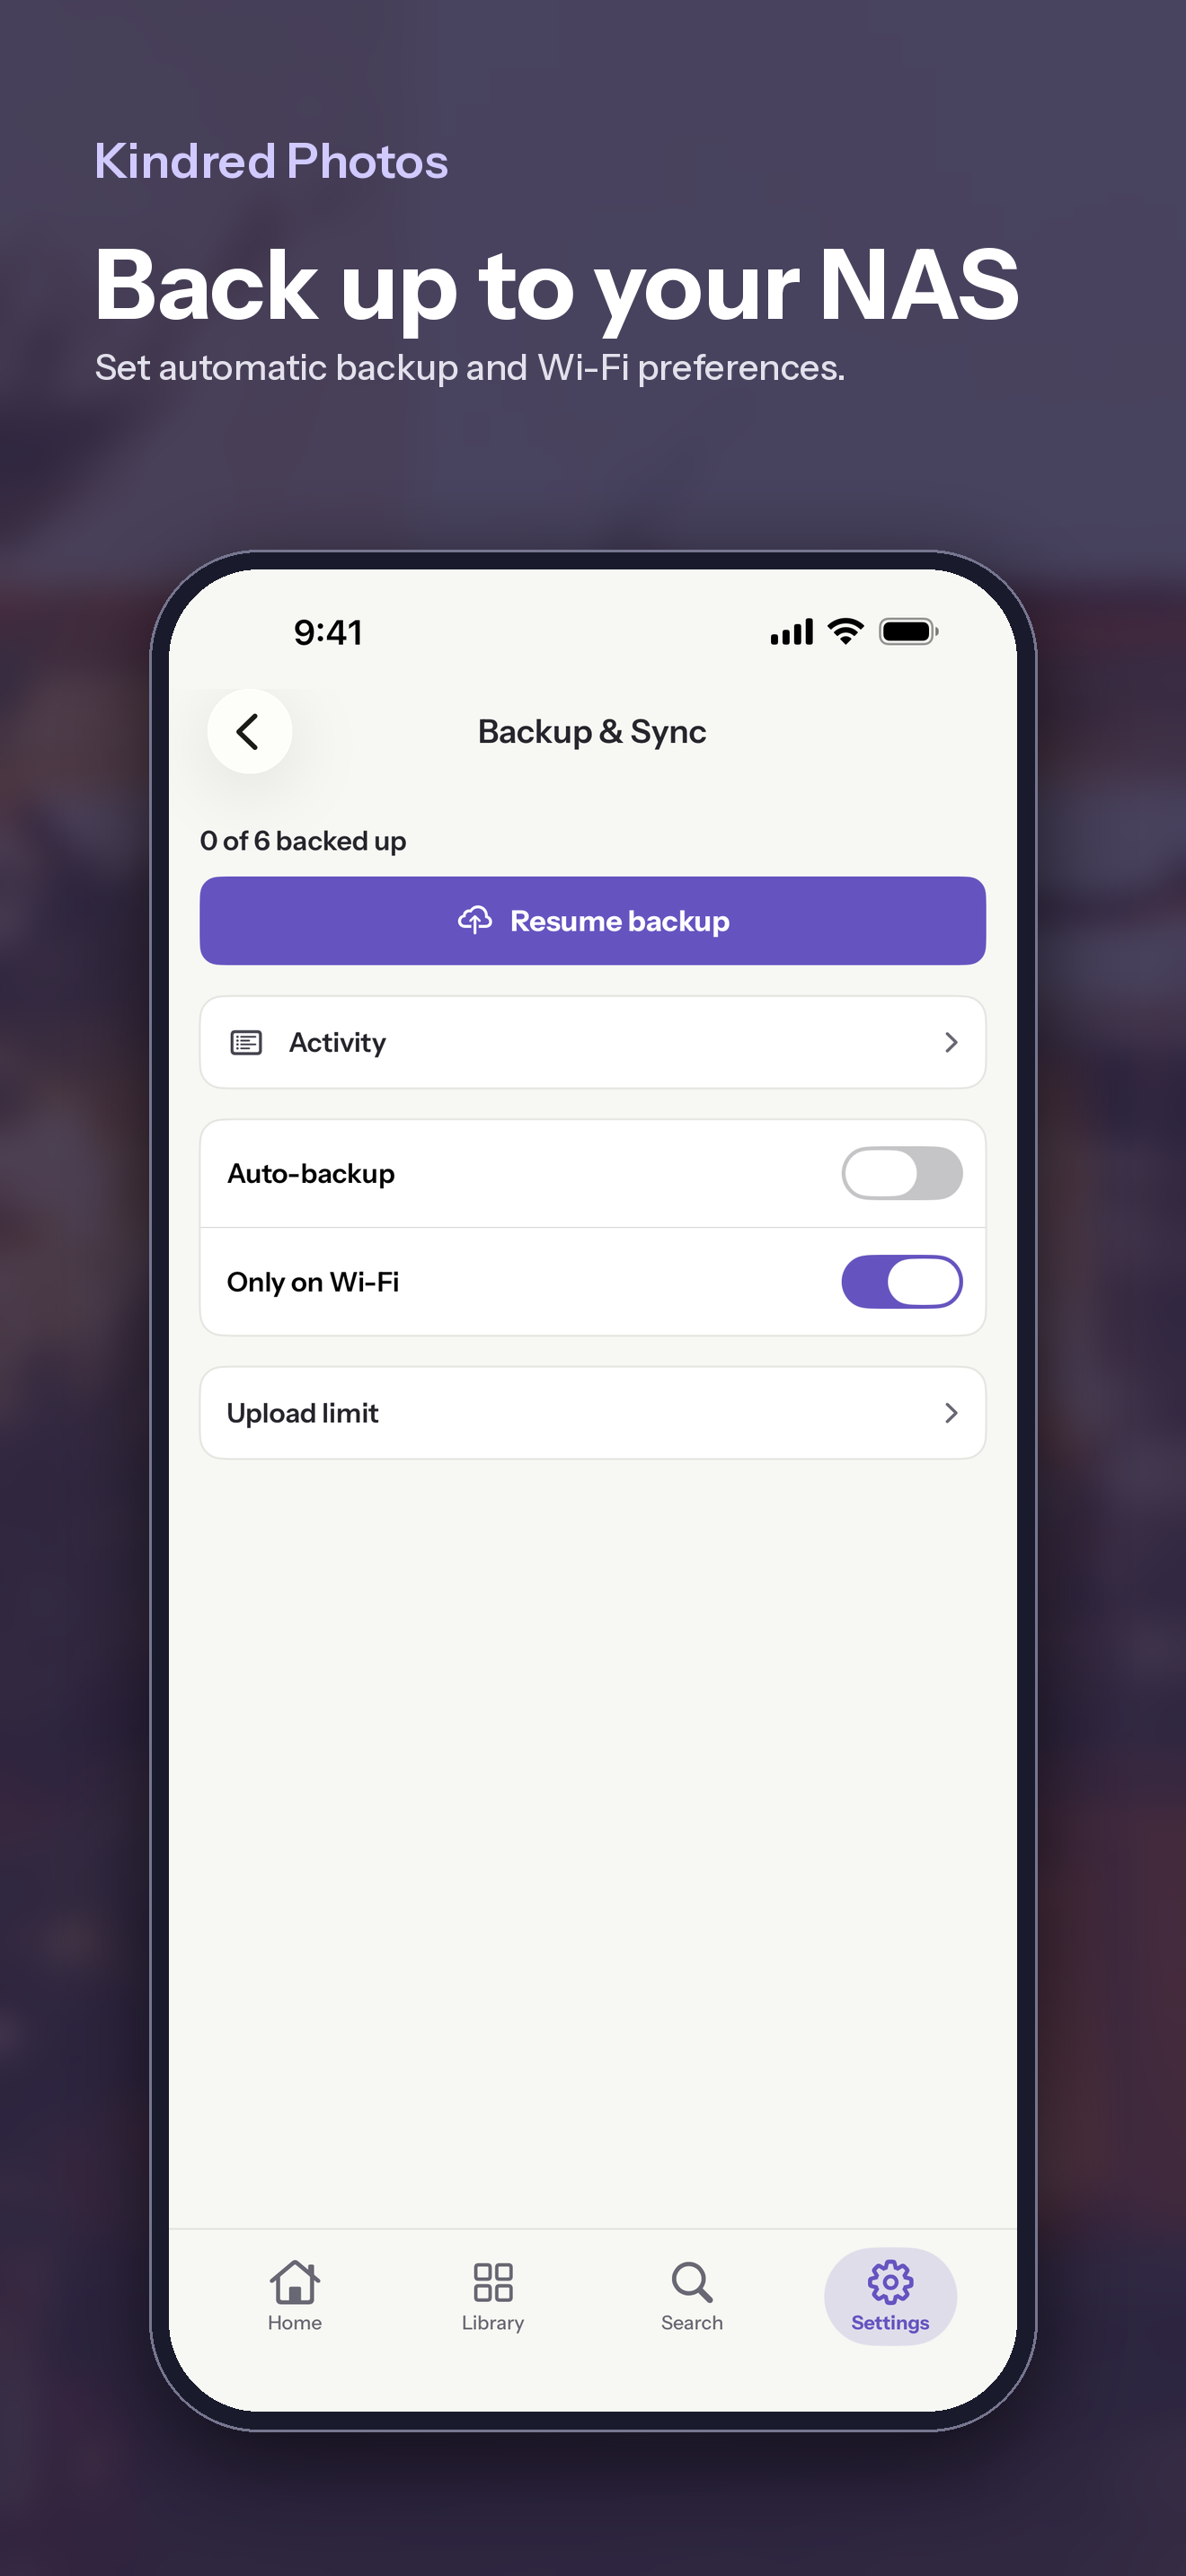 Kindred Photos
Back up to your NAS
Set automatic backup and Wi-Fi preferences.
9:41
Backup & Sync
0 of 6 backed up
Resume backup
Activity
Auto-backup
Only on Wi-Fi
Upload limit
Home Library Search Settings